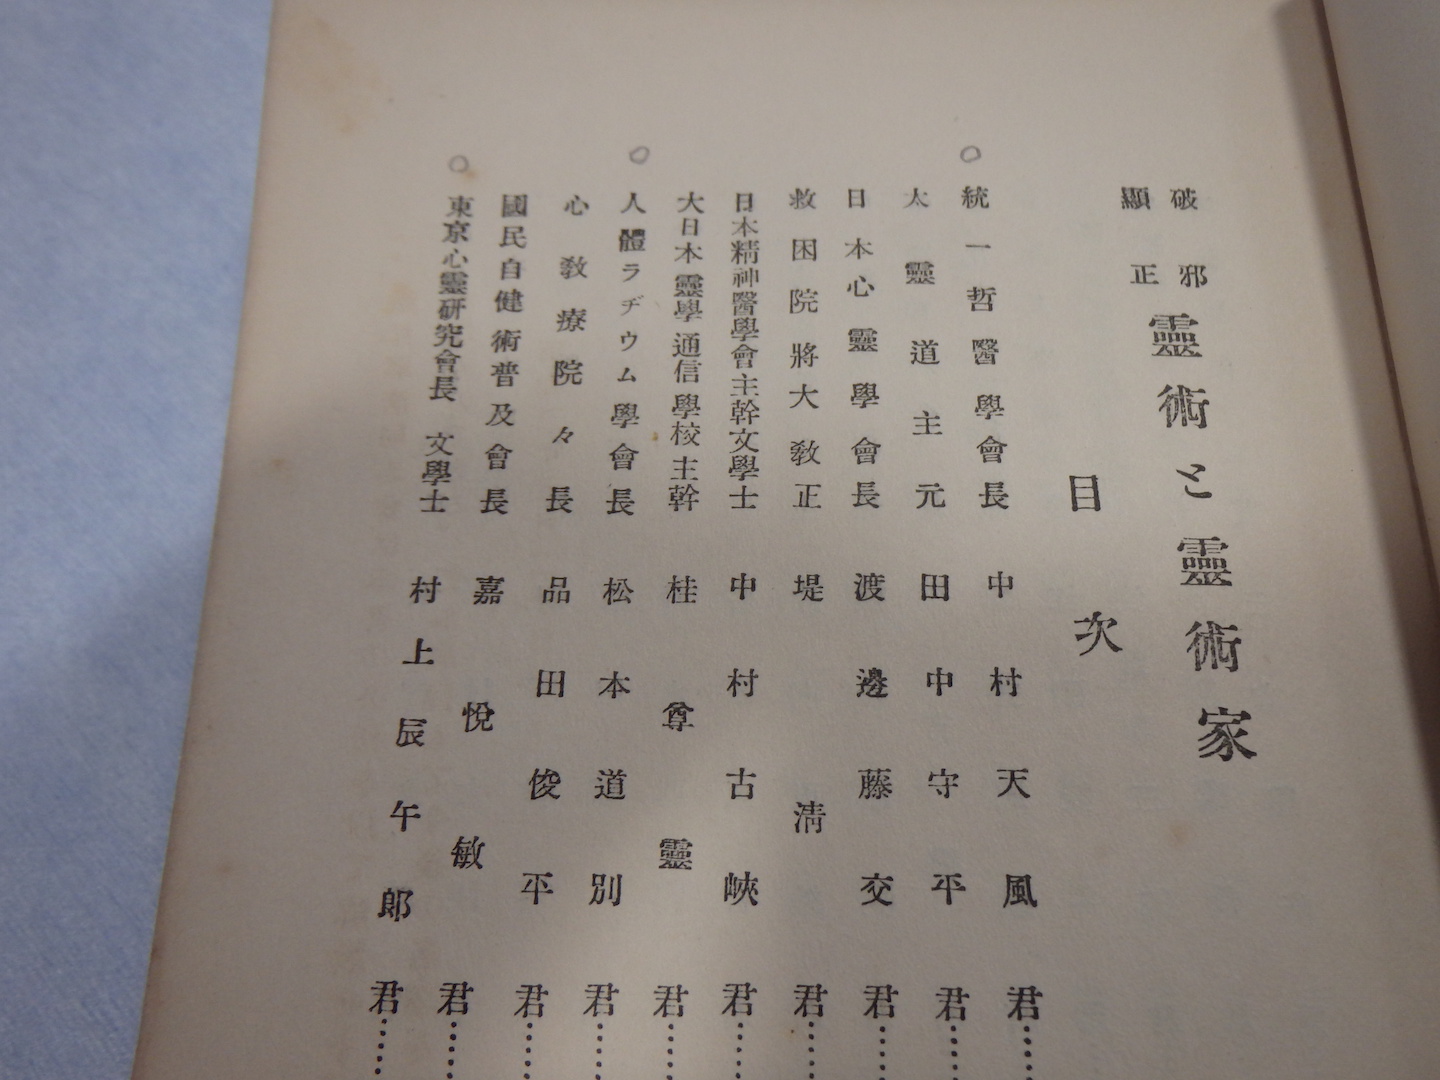 破邪
顯正
靈術と靈術家
目次
統一哲醫學會長 中村天風君……
太靈道主元 田中守平君……
日本心靈學會長 渡邊藤交君……
救困院將大教正 堤清君……
日本精神醫學會主幹文學士 中村古峽君……
大日本靈學通信學校主幹 桂尊靈君……
人體ラヂウム學會長 松本道別君……
心教療院々長 品田俊平君……
國民自健術普及會長 嘉悅敏君……
東京心靈研究會長 文學士 村上辰午郎君……